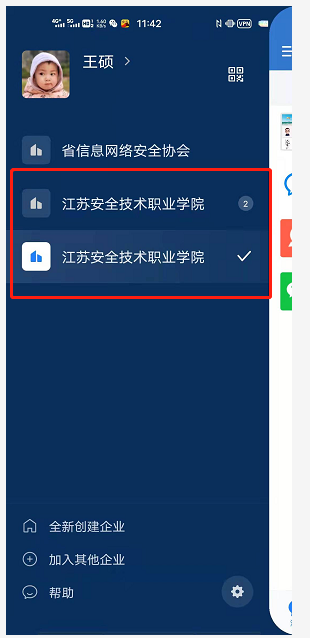 11:42
VPN
王硕
省信息网络安全协会
江苏安全技术职业学院
2
江苏安全技术职业学院
全新创建企业
加入其他企业
帮助